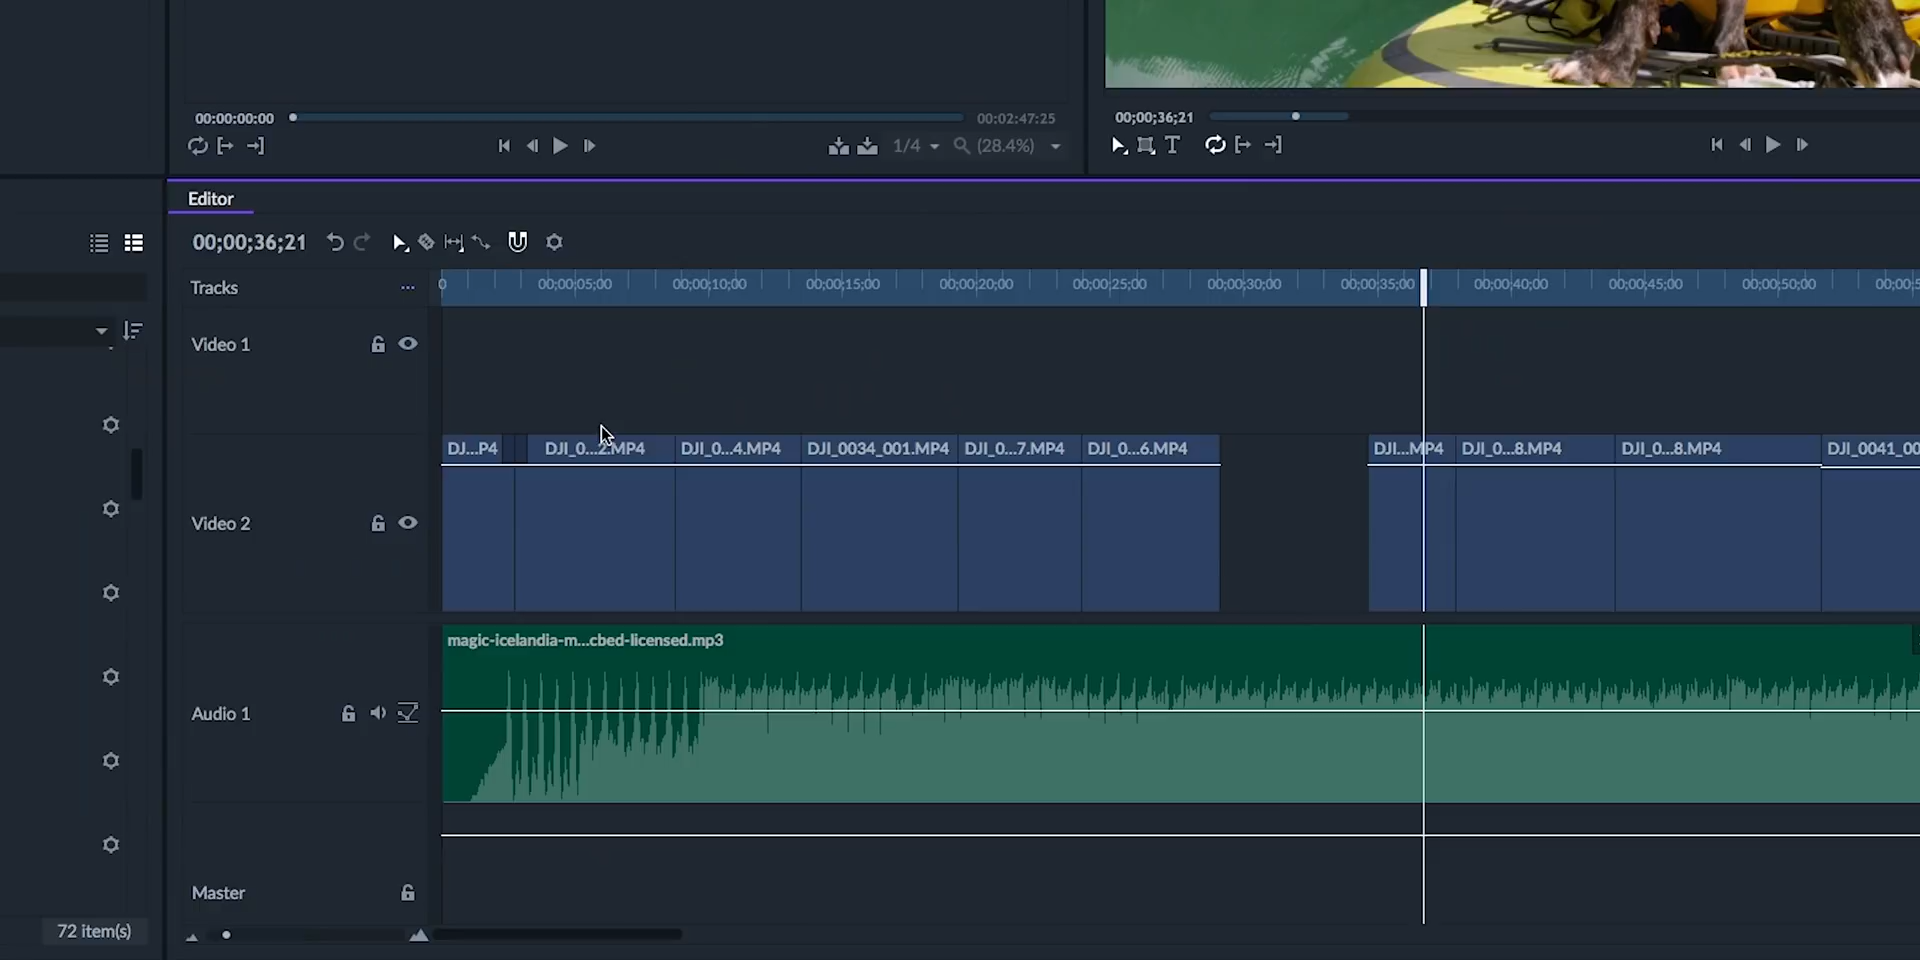 00:00:00:00
00:02:47:25
1/4
(28.4%)
00;00;36;21
Editor
00;00;36;21
Tracks
0
00;00;05;00
00;00;10;00
00;00;15;00
00;00;20;00
00;00;25;00
00;00;30;00
00;00;35;00
00;00;40;00
00;00;45;00
00;00;50;00
Video 1
DJ...P4
DJI_0...2.MP4
DJI_0...4.MP4
DJI_0034_001.MP4
DJI_0...7.MP4
DJI_0...6.MP4
DJI...MP4
DJI_0...8.MP4
DJI_0...8.MP4
DJI_0041_00
Video 2
magic-icelandia-m...cbed-licensed.mp3
Audio 1
Master
72 item(s)